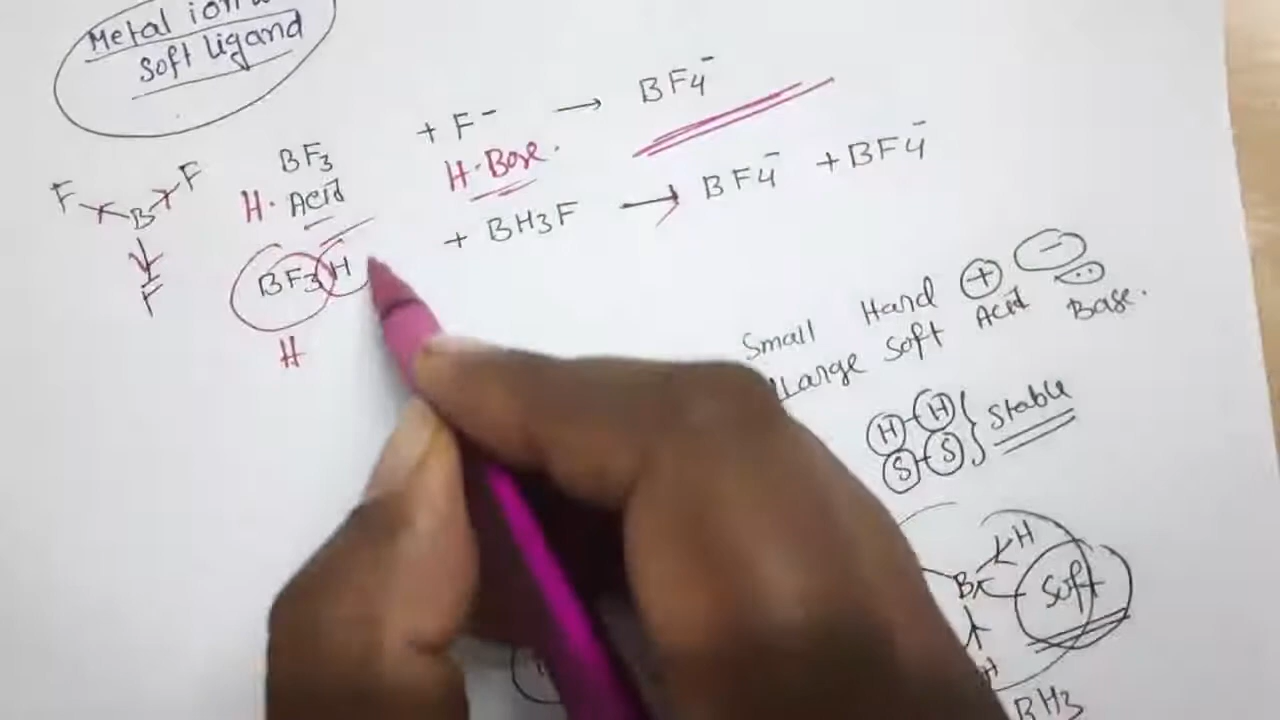 Metal ion
Soft ligand
BF3 + F⁻ → BF4⁻
H. Acid H. Base.
F B F
F
BF3H + BH3F → BF4⁻ + BF4⁻
H
Small Hard + − Acid Base.
Large Soft
H-H
S-S } Stable
H
B
Soft
H
BH3